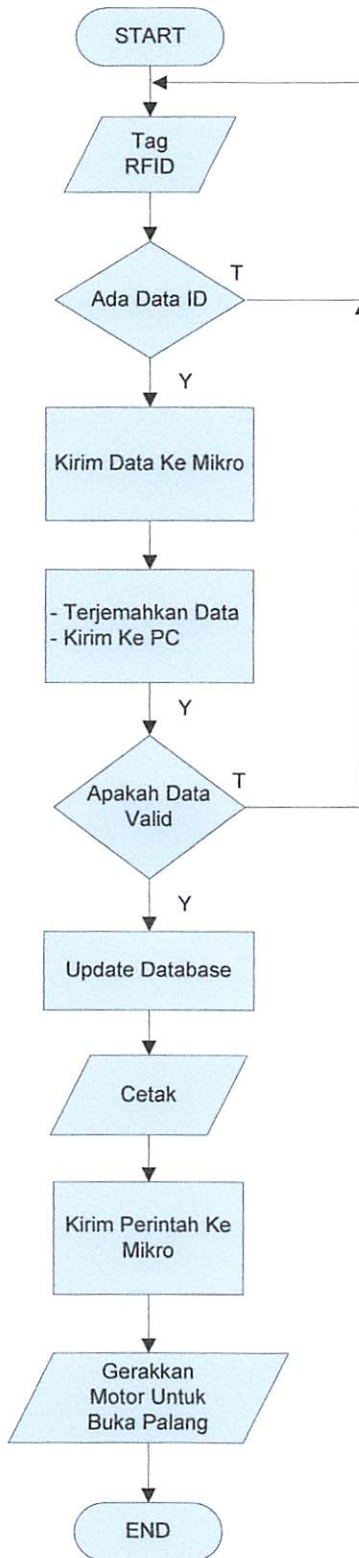 START
Tag
RFID
Ada Data ID
T
Y
Kirim Data Ke Mikro
- Terjemahkan Data
- Kirim Ke PC
Y
Apakah Data
Valid
T
Y
Update Database
Cetak
Kirim Perintah Ke
Mikro
Gerakkan
Motor Untuk
Buka Palang
END